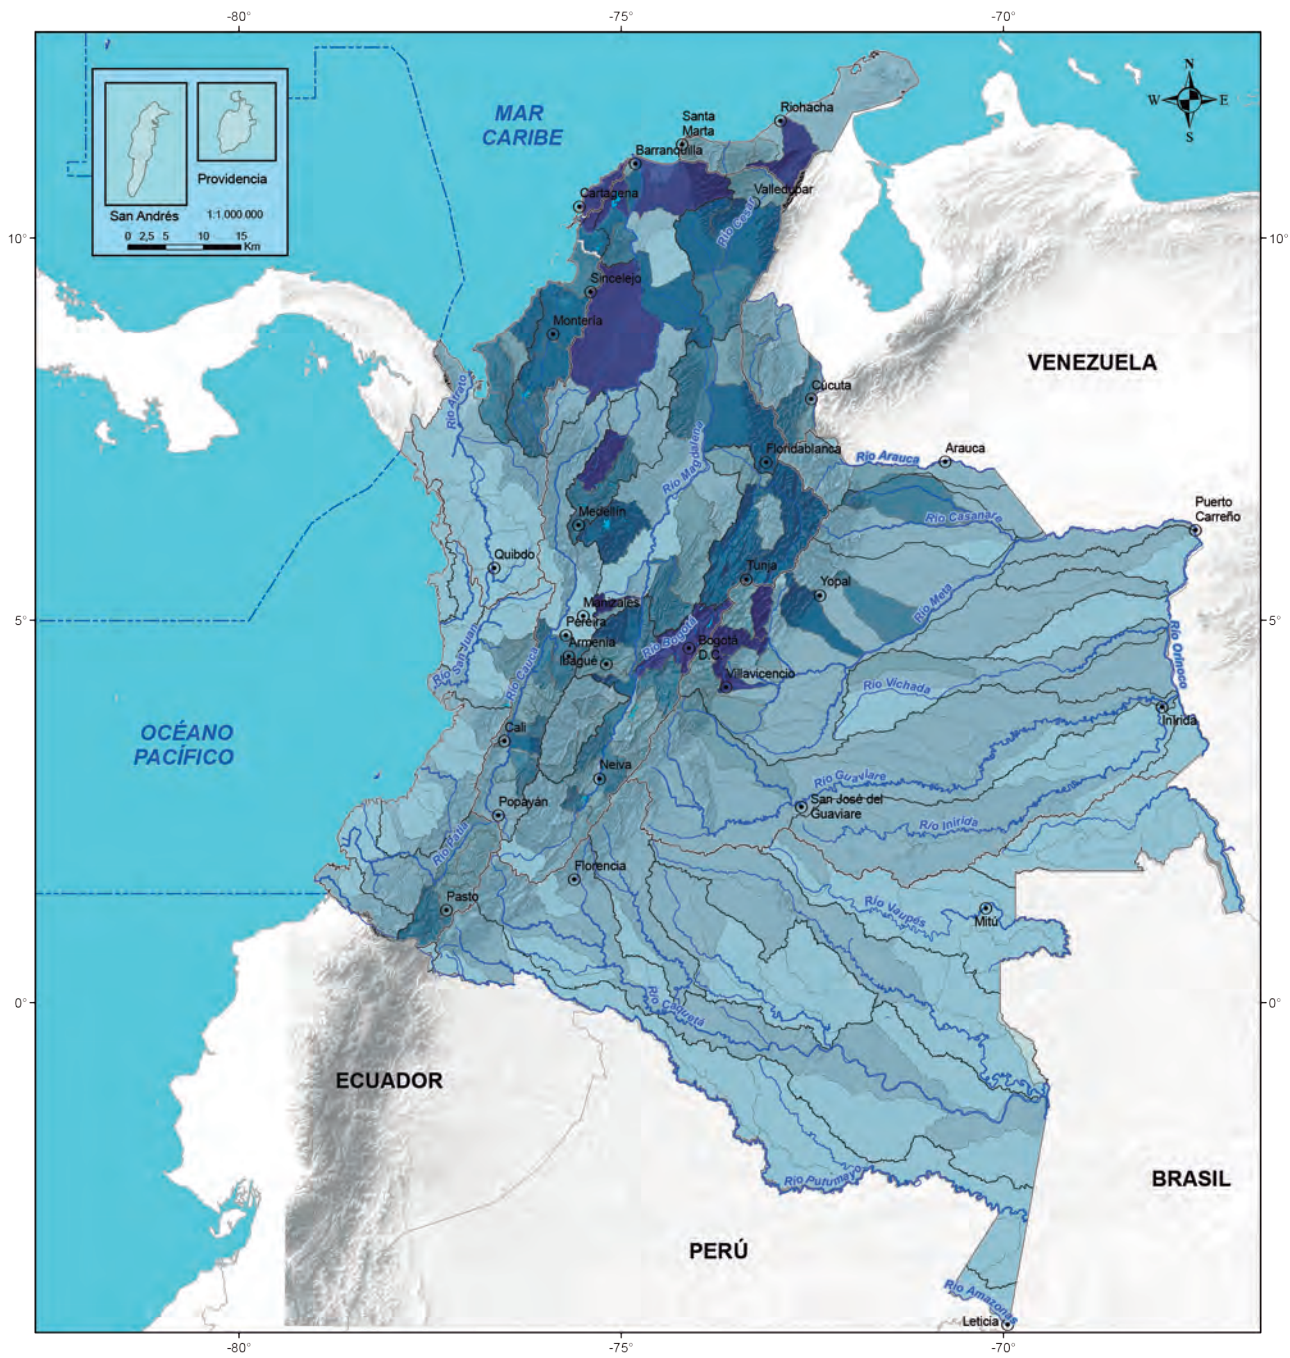 -80°
-75°
-70°
N
W
E
S
MAR
CARIBE
Riohacha
Santa
Marta
Barranquilla
Cartagena
Valledupar
Providencia
San Andrés
1:1.000.000
0 2,5 5 10 15
Km
Río Cesar
10°
10°
Sincelejo
Montería
VENEZUELA
Río Atrato
Cúcuta
Río Magdalena
Floridablanca
Río Arauca
Arauca
Puerto
Carreño
Medellín
Río Casanare
Quibdo
Tunja
Yopal
Río Meta
Manizales
5°
5°
Pereira
Armenia
Ibagué
Río Bogotá
Bogotá
D.C.
Río San Juan
Río Cauca
Villavicencio
Río Vichada
Río Orinoco
Inírida
OCÉANO
PACÍFICO
Cali
Neiva
Río Guaviare
San José del
Guaviare
Popayán
Río Inírida
Río Patía
Florencia
Pasto
Río Vaupés
Mitú
0°
0°
Río Caquetá
ECUADOR
BRASIL
Río Putumayo
PERÚ
Río Amazonas
Leticia
-80°
-75°
-70°